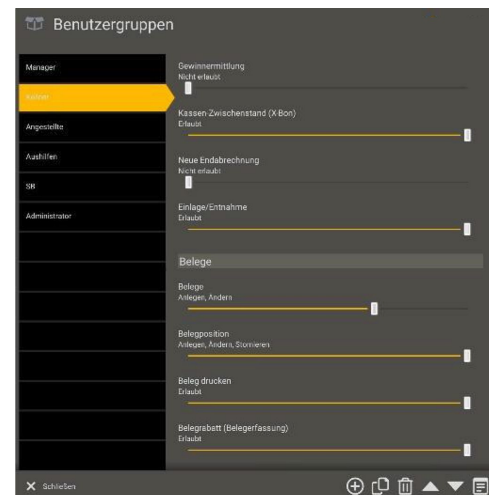 Benutzergruppen
Manager
Angestellte
Aushilfen
SB
Administrator
Gewinnermittlung
Nicht erlaubt
Kassen-Zwischenstand (X-Bon)
Erlaubt
Neue Endabrechnung
Nicht erlaubt
Einlage/Entnahme
Erlaubt
Belege
Belege
Anlegen, Ändern
Belegposition
Anlegen, Ändern, Stornieren
Beleg drucken
Erlaubt
Belegrabatt (Belegerfassung)
Erlaubt
Schließen